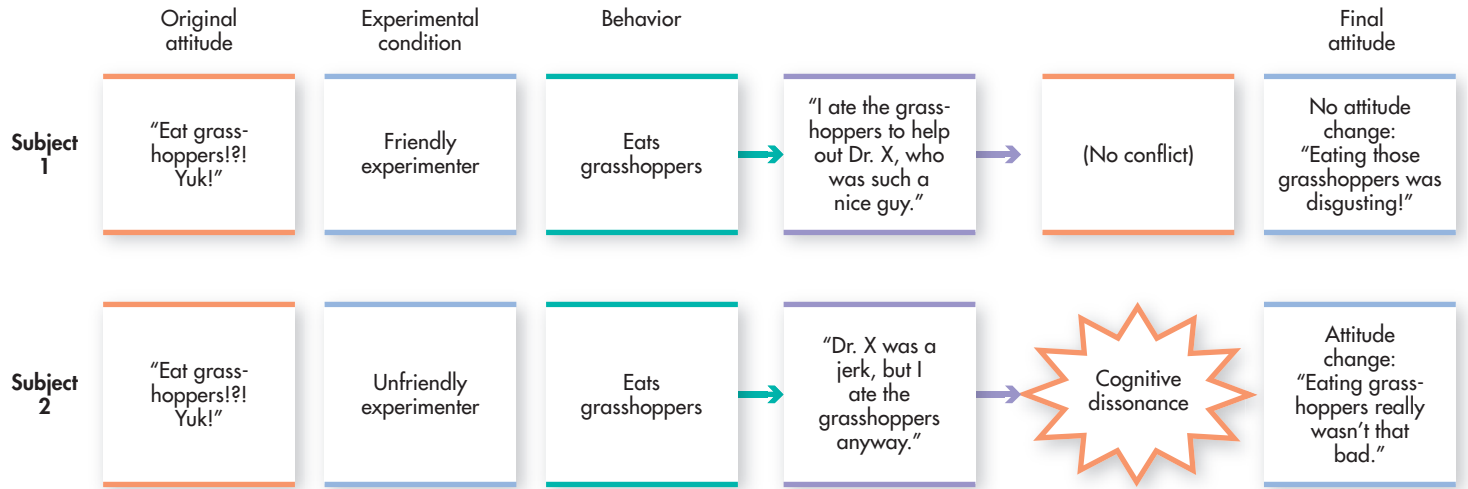 Original
attitude
Experimental
condition
Behavior
Final
attitude
Subject
1
“Eat grass-
hoppers!?!
Yuk!”
Friendly
experimenter
Eats
grasshoppers
“I ate the grass-
hoppers to help
out Dr. X, who
was such a
nice guy.”
(No conflict)
No attitude
change:
“Eating those
grasshoppers was
disgusting!”
Subject
2
“Eat grass-
hoppers!?!
Yuk!”
Unfriendly
experimenter
Eats
grasshoppers
“Dr. X was a
jerk, but I
ate the
grasshoppers
anyway.”
Cognitive
dissonance
Attitude
change:
“Eating grass-
hoppers really
wasn’t that
bad.”